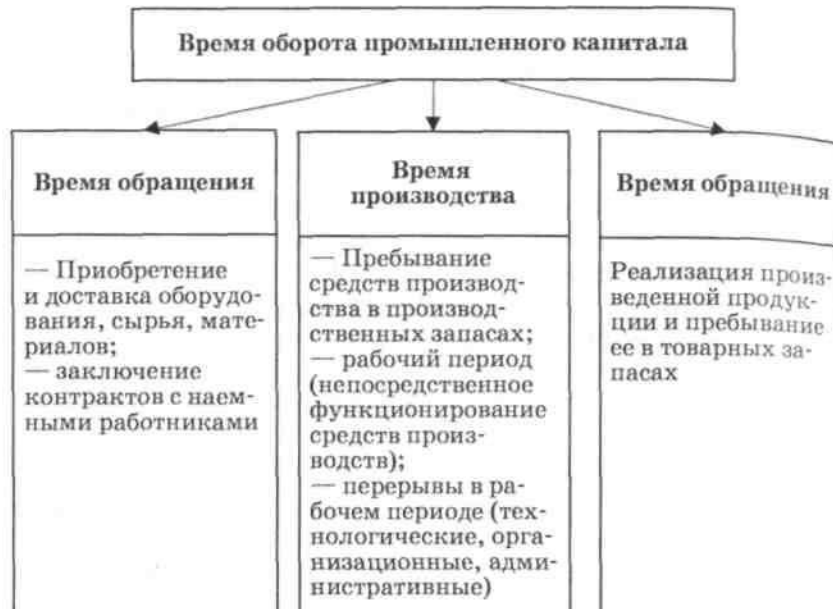 Время оборота промышленного капитала
Время обращения
— Приобретение
и доставка оборудо-
вания, сырья, мате-
риалов;
— заключение
контрактов с наем-
ными работниками
Время
производства
— Пребывание
средств производ-
ства в производ-
ственных запасах;
— рабочий период
(непосредственное
функционирование
средств произ-
водств);
— перерывы в ра-
бочем периоде (тех-
нологические, орга-
низационные, адми-
нистративные)
Время обращения
Реализация произ-
веденной продук-
ции и пребывание
ее в товарных за-
пасах